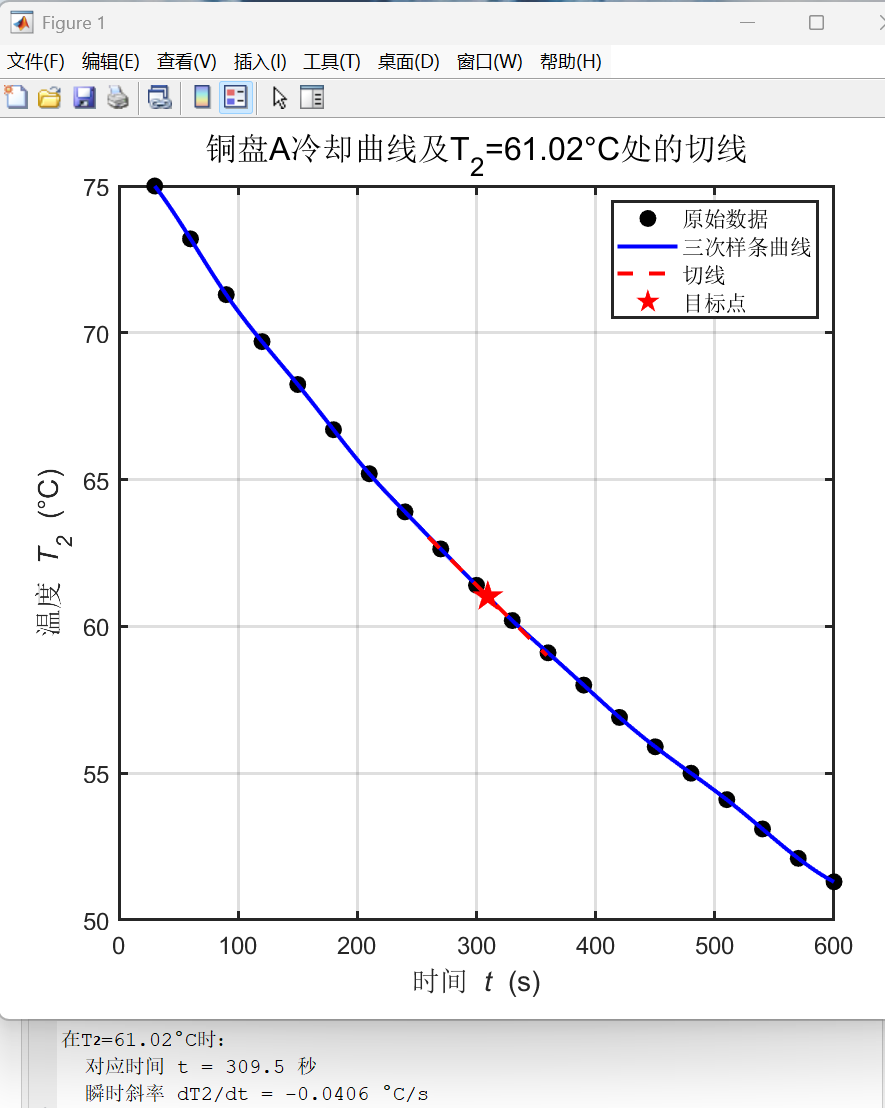 Figure 1
文件(F) 编辑(E) 查看(V) 插入(I) 工具(T) 桌面(D) 窗口(W) 帮助(H)
铜盘A冷却曲线及T2=61.02°C处的切线
原始数据
三次样条曲线
切线
目标点
75
70
65
60
55
50
温度 T2 (°C)
0 100 200 300 400 500 600
时间 t (s)
在T2=61.02°C时:
对应时间 t = 309.5 秒
瞬时斜率 dT2/dt = -0.0406 °C/s